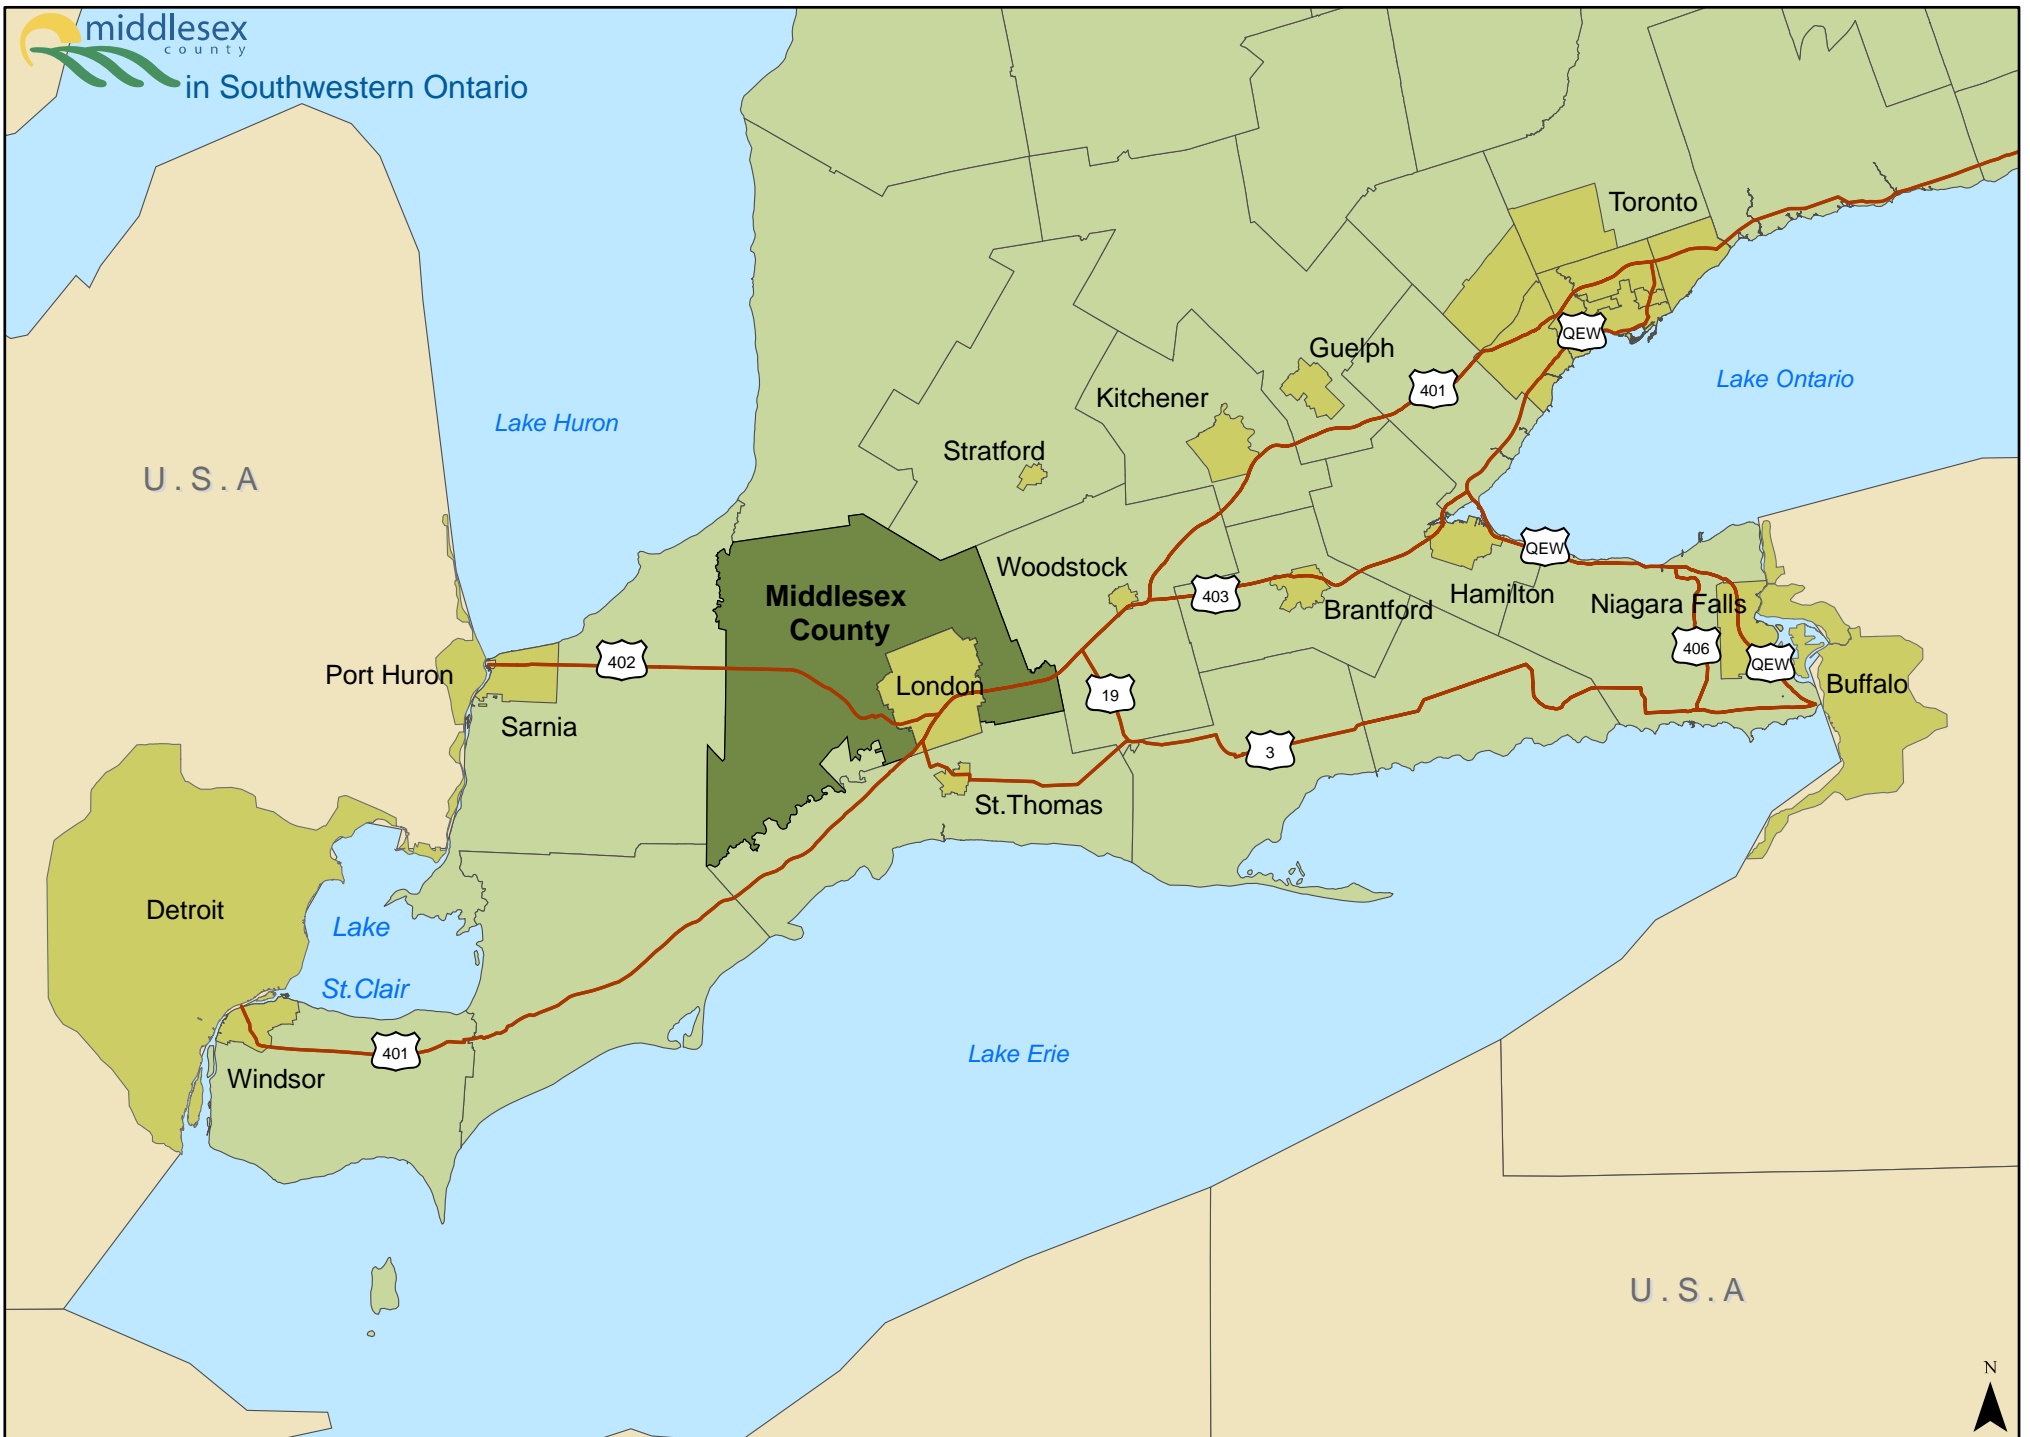 middlesex
county
in Southwestern Ontario
Toronto
QEW
Guelph
Lake Ontario
401
Kitchener
Lake Huron
Stratford
U.S.A
QEW
Woodstock
Middlesex
County
403
Brantford
Hamilton
Niagara Falls
406
QEW
Buffalo
402
Port Huron
London
19
Sarnia
3
St.Thomas
Detroit
Lake
St.Clair
401
Lake Erie
Windsor
U.S.A
N